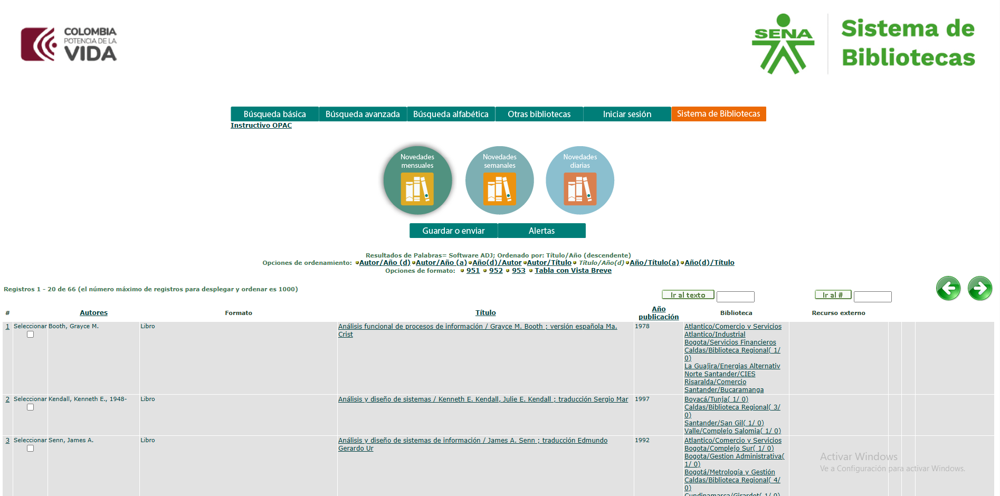 COLOMBIA
POTENCIA DE LA
VIDA
SENA
Sistema de
Bibliotecas
Búsqueda básica
Búsqueda avanzada
Búsqueda alfabética
Otras bibliotecas
Iniciar sesión
Sistema de Bibliotecas
Instructivo OPAC
Novedades
mensuales
Novedades
semanales
Novedades
diarias
Guardar o enviar
Alertas
Resultados de Palabras= Software ADJ; Ordenado por: Título/Año (descendente)
Opciones de ordenamiento: Autor/Año (d) Autor/Año (a) Año(d)/Autor Autor/Título Título/Año(d) Año/Título(a) Año(d)/Título
Opciones de formato: 951 952 953 Tabla con Vista Breve
Registros 1 - 20 de 66 (el número máximo de registros para desplegar y ordenar es 1000)
Ir al texto
Ir al #
# Autores Formato Título Año publicación Biblioteca Recurso externo
1 Seleccionar Booth, Grayce M. Libro
Análisis funcional de procesos de información / Grayce M. Booth ; versión española Ma.
Crist
1978
Atlantico/Comercio y Servicios
Atlantico/Industrial
Bogota/Servicios Financieros
Caldas/Biblioteca Regional( 1/
0)
La Guajira/Energias Alternativ
Norte Santander/CIES
Risaralda/Comercio
Santander/Bucaramanga
2 Seleccionar Kendall, Kenneth E., 1948- Libro
Análisis y diseño de sistemas / Kenneth E. Kendall, Julie E. Kendall ; traducción Sergio Mar
1997
Boyacá/Tunja( 1/ 0)
Caldas/Biblioteca Regional( 3/
0)
Santander/San Gil( 1/ 0)
Valle/Complejo Salomia( 1/ 0)
3 Seleccionar Senn, James A. Libro
Análisis y diseño de sistemas de información / James A. Senn ; traducción Edmundo
Gerardo Ur
1992
Atlantico/Comercio y Servicios
Bogota/Complejo Sur( 1/ 0)
Bogota/Gestion Administrativa(
1/ 0)
Bogotá/Metrología y Gestión
Caldas/Biblioteca Regional( 4/
0)
Cundinamarca/Girardot( 1/ 0)
Activar Windows
Ve a Configuración para activar Windows.